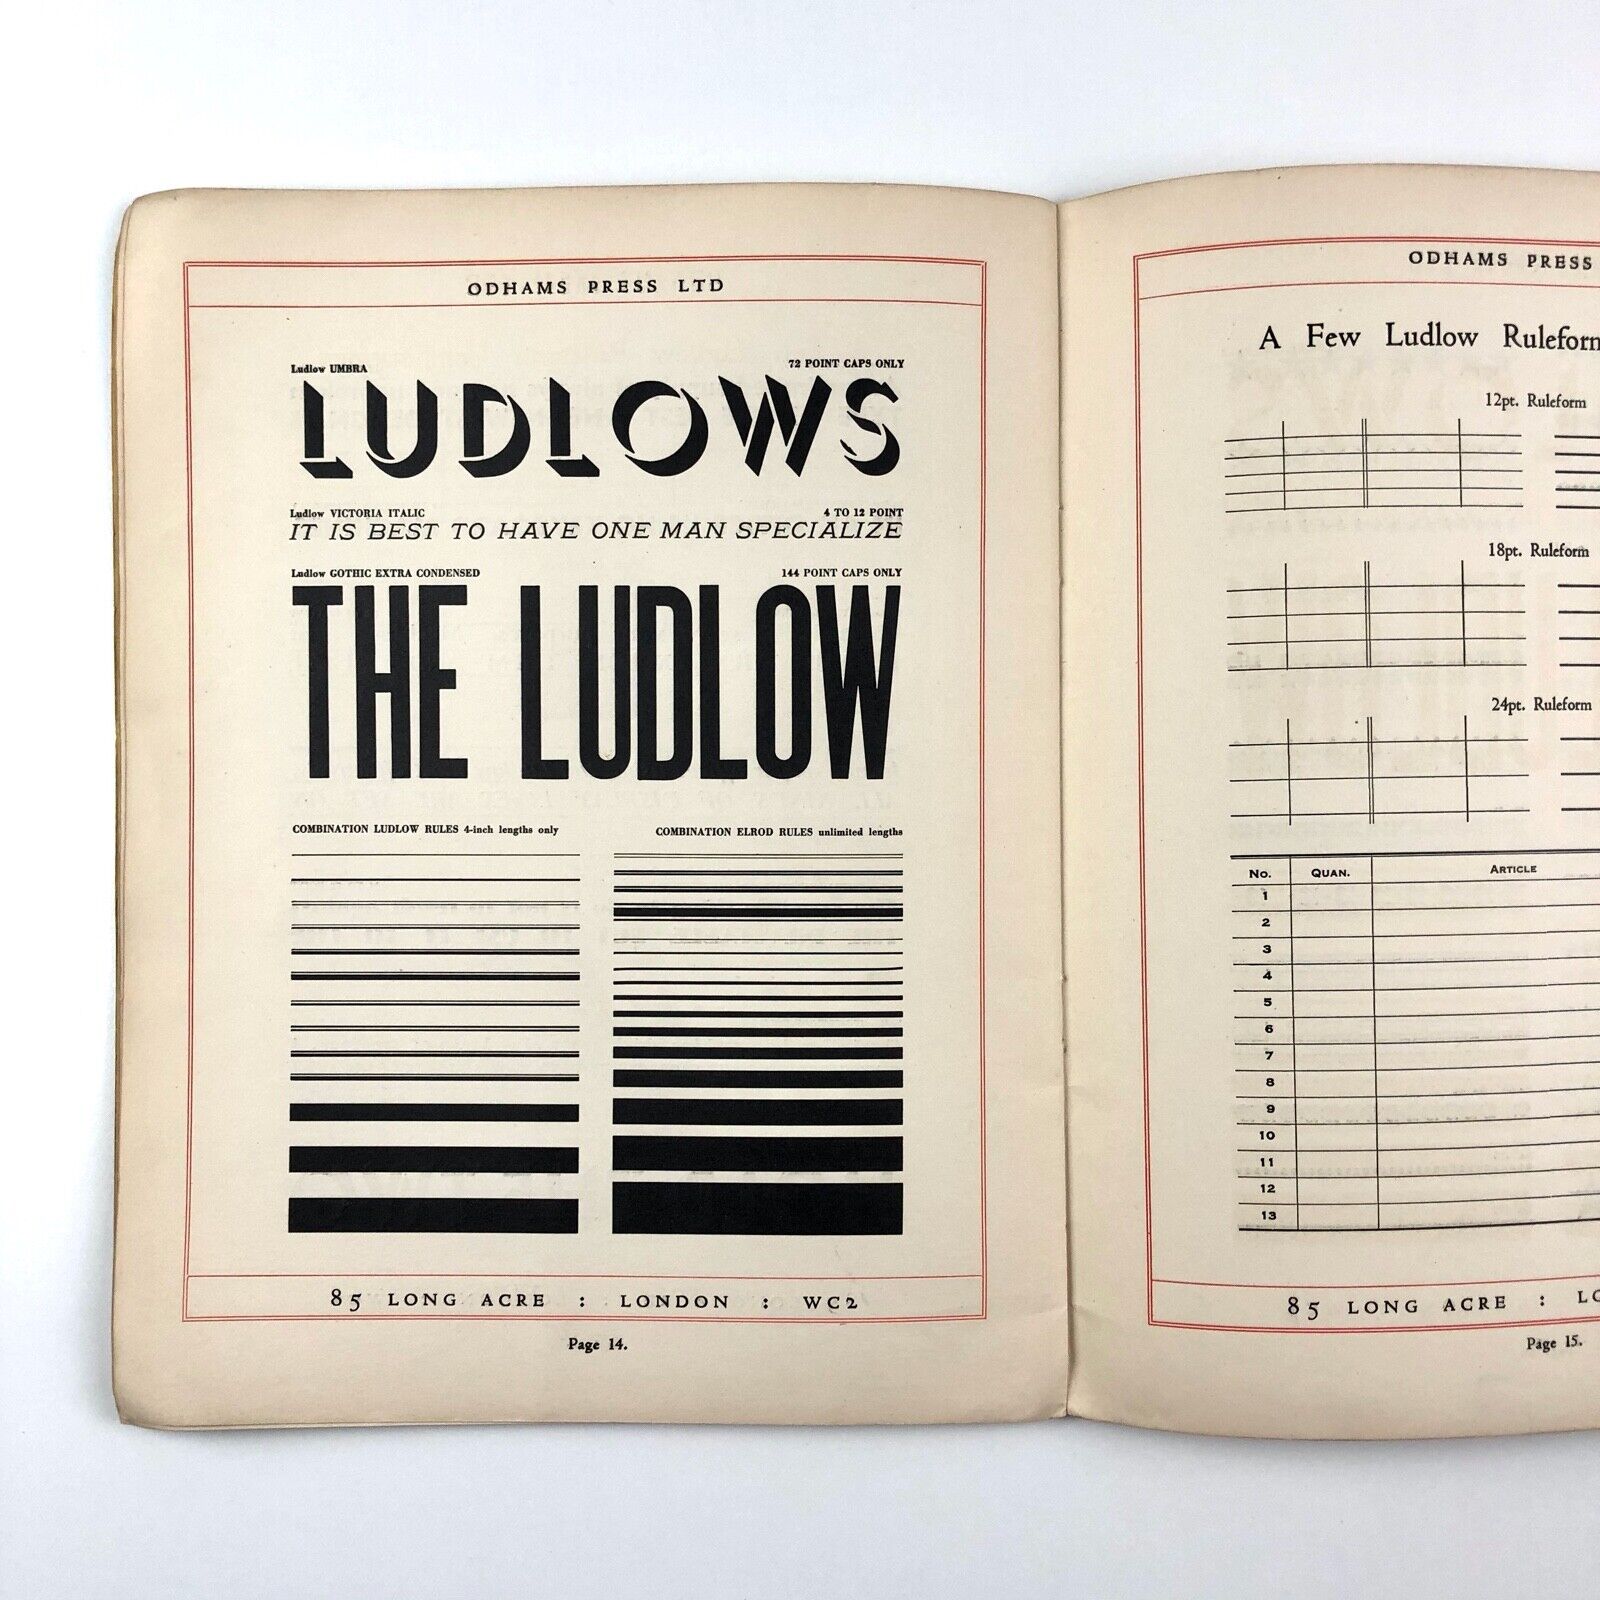 ODHAMS PRESS LTD
Ludlow UMBRA 72 POINT CAPS ONLY
LUDLOWS
Ludlow VICTORIA ITALIC 4 TO 12 POINT
IT IS BEST TO HAVE ONE MAN SPECIALIZE
Ludlow GOTHIC EXTRA CONDENSED 144 POINT CAPS ONLY
THE LUDLOW
COMBINATION LUDLOW RULES 4-inch lengths only
COMBINATION ELROD RULES unlimited lengths
85 LONG ACRE : LONDON : WC2
Page 14.
ODHAMS PRESS
A Few Ludlow Ruleform
12pt. Ruleform
18pt. Ruleform
24pt. Ruleform
No. QUAN. ARTICLE
1
2
3
4
5
6
7
8
9
10
11
12
13
85 LONG ACRE : LO
Page 15.